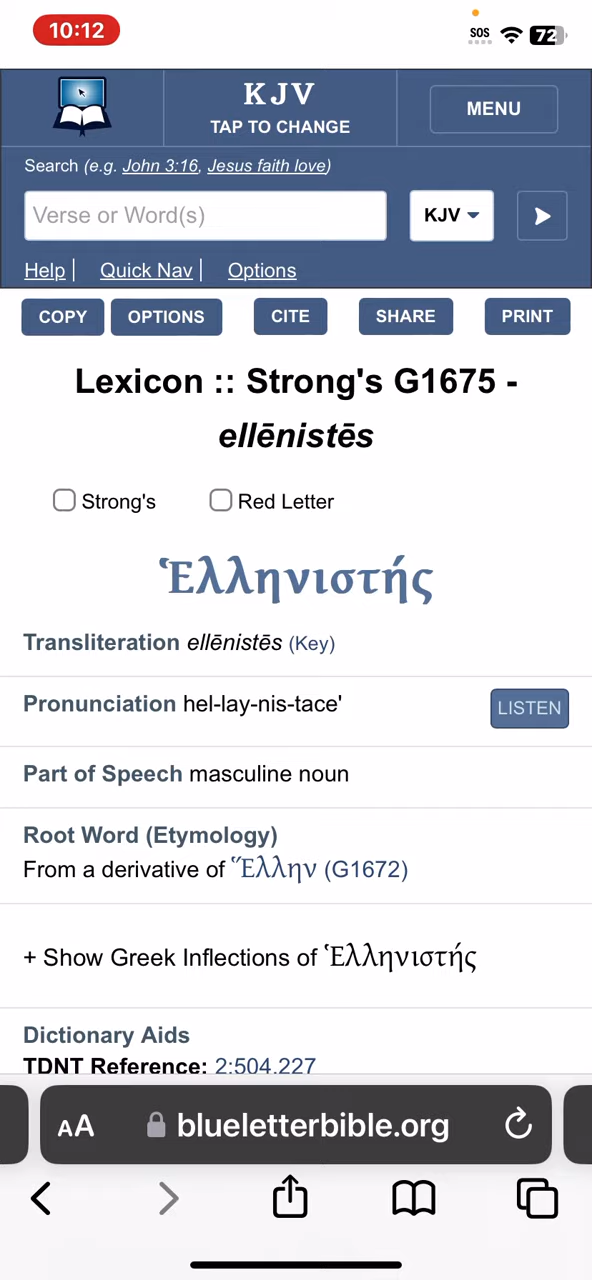 10:12
SOS
72
KJV
TAP TO CHANGE
MENU
Search (e.g. John 3:16, Jesus faith love)
Verse or Word(s)
KJV
Help | Quick Nav | Options
COPY OPTIONS CITE SHARE PRINT
Lexicon :: Strong's G1675 -
ellēnistēs
Strong's Red Letter
Ἑλληνιστής
Transliteration ellēnistēs (Key)
Pronunciation hel-lay-nis-tace'
LISTEN
Part of Speech masculine noun
Root Word (Etymology)
From a derivative of Ἕλλην (G1672)
+ Show Greek Inflections of Ἑλληνιστής
Dictionary Aids
TDNT Reference: 2:504,227
AA blueletterbible.org